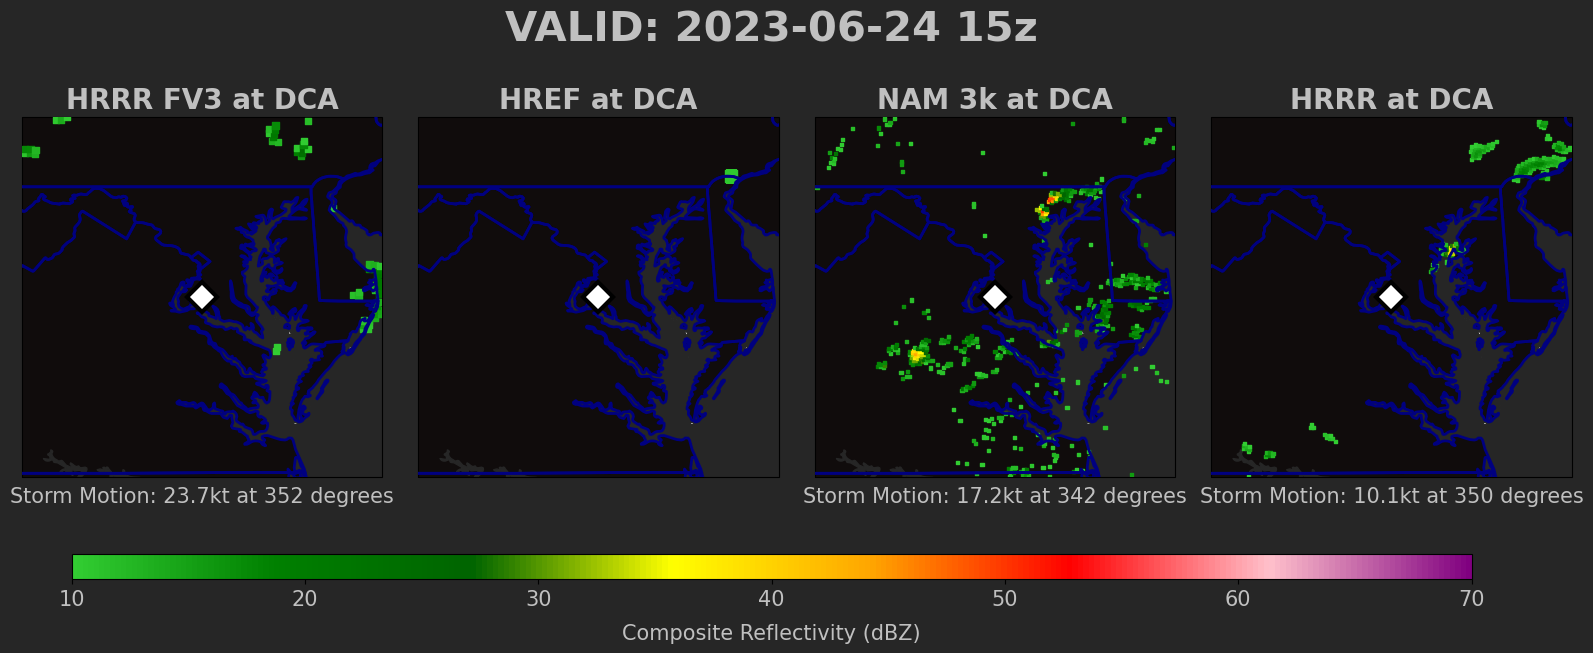 VALID: 2023-06-24 15z
HRRR FV3 at DCA
HREF at DCA
NAM 3k at DCA
HRRR at DCA
Storm Motion: 23.7kt at 352 degrees
Storm Motion: 17.2kt at 342 degrees
Storm Motion: 10.1kt at 350 degrees
10 20 30 40 50 60 70
Composite Reflectivity (dBZ)